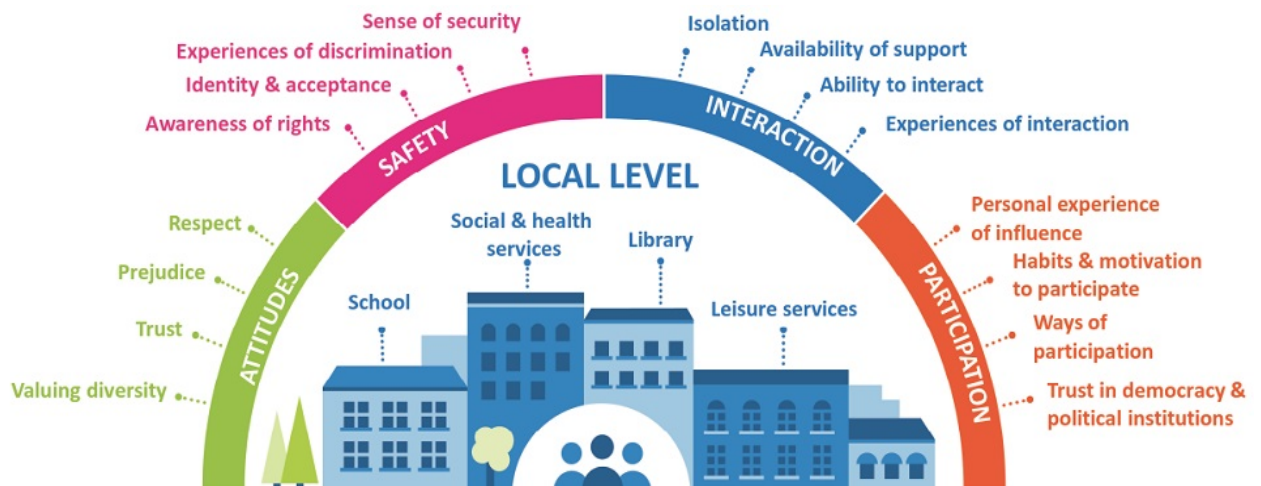 Sense of security
Experiences of discrimination
Identity & acceptance
Awareness of rights
SAFETY
Isolation
Availability of support
Ability to interact
Experiences of interaction
INTERACTION
LOCAL LEVEL
Respect
Prejudice
Trust
Valuing diversity
ATTITUDES
School
Social & health
services
Library
Leisure services
Personal experience
of influence
Habits & motivation
to participate
Ways of
participation
Trust in democracy &
political institutions
PARTICIPATION